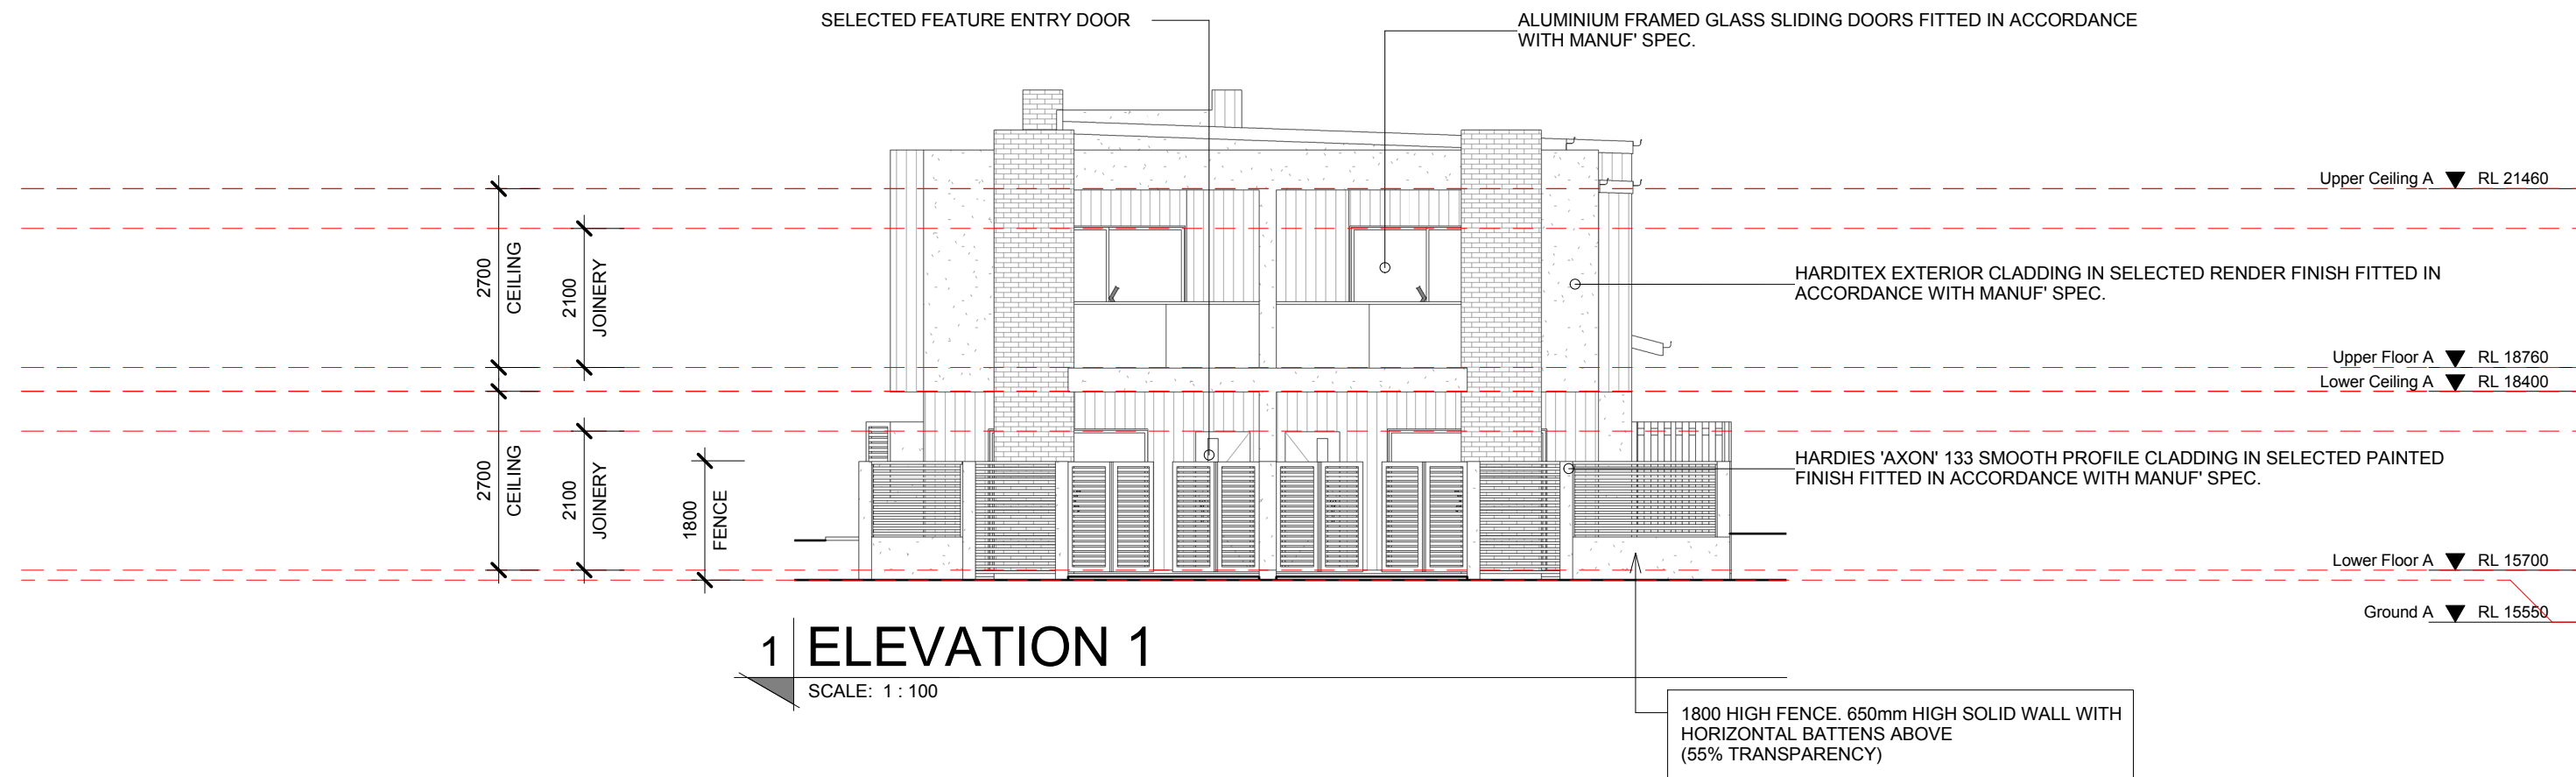 SELECTED FEATURE ENTRY DOOR
ALUMINIUM FRAMED GLASS SLIDING DOORS FITTED IN ACCORDANCE
WITH MANUF' SPEC.
Upper Ceiling A RL 21460
2700
CEILING
2100
JOINERY
HARDITEX EXTERIOR CLADDING IN SELECTED RENDER FINISH FITTED IN
ACCORDANCE WITH MANUF' SPEC.
Upper Floor A RL 18760
Lower Ceiling A RL 18400
2700
CEILING
2100
JOINERY
1800
FENCE
HARDIES 'AXON' 133 SMOOTH PROFILE CLADDING IN SELECTED PAINTED
FINISH FITTED IN ACCORDANCE WITH MANUF' SPEC.
Lower Floor A RL 15700
Ground A RL 15550
1 ELEVATION 1
SCALE: 1 : 100
1800 HIGH FENCE. 650mm HIGH SOLID WALL WITH
HORIZONTAL BATTENS ABOVE
(55% TRANSPARENCY)